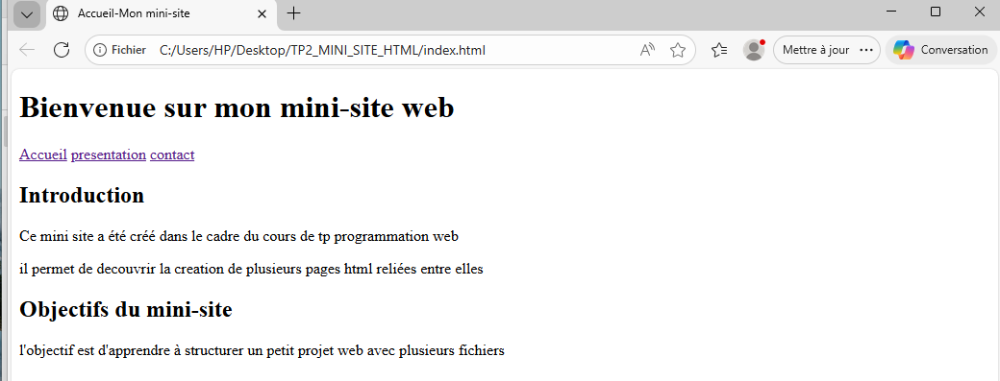 Accueil-Mon mini-site
Fichier C:/Users/HP/Desktop/TP2_MINI_SITE_HTML/index.html Mettre à jour Conversation
Bienvenue sur mon mini-site web
Accueil presentation contact
Introduction
Ce mini site a été créé dans le cadre du cours de tp programmation web
il permet de decouvrir la creation de plusieurs pages html reliées entre elles
Objectifs du mini-site
l'objectif est d'apprendre à structurer un petit projet web avec plusieurs fichiers